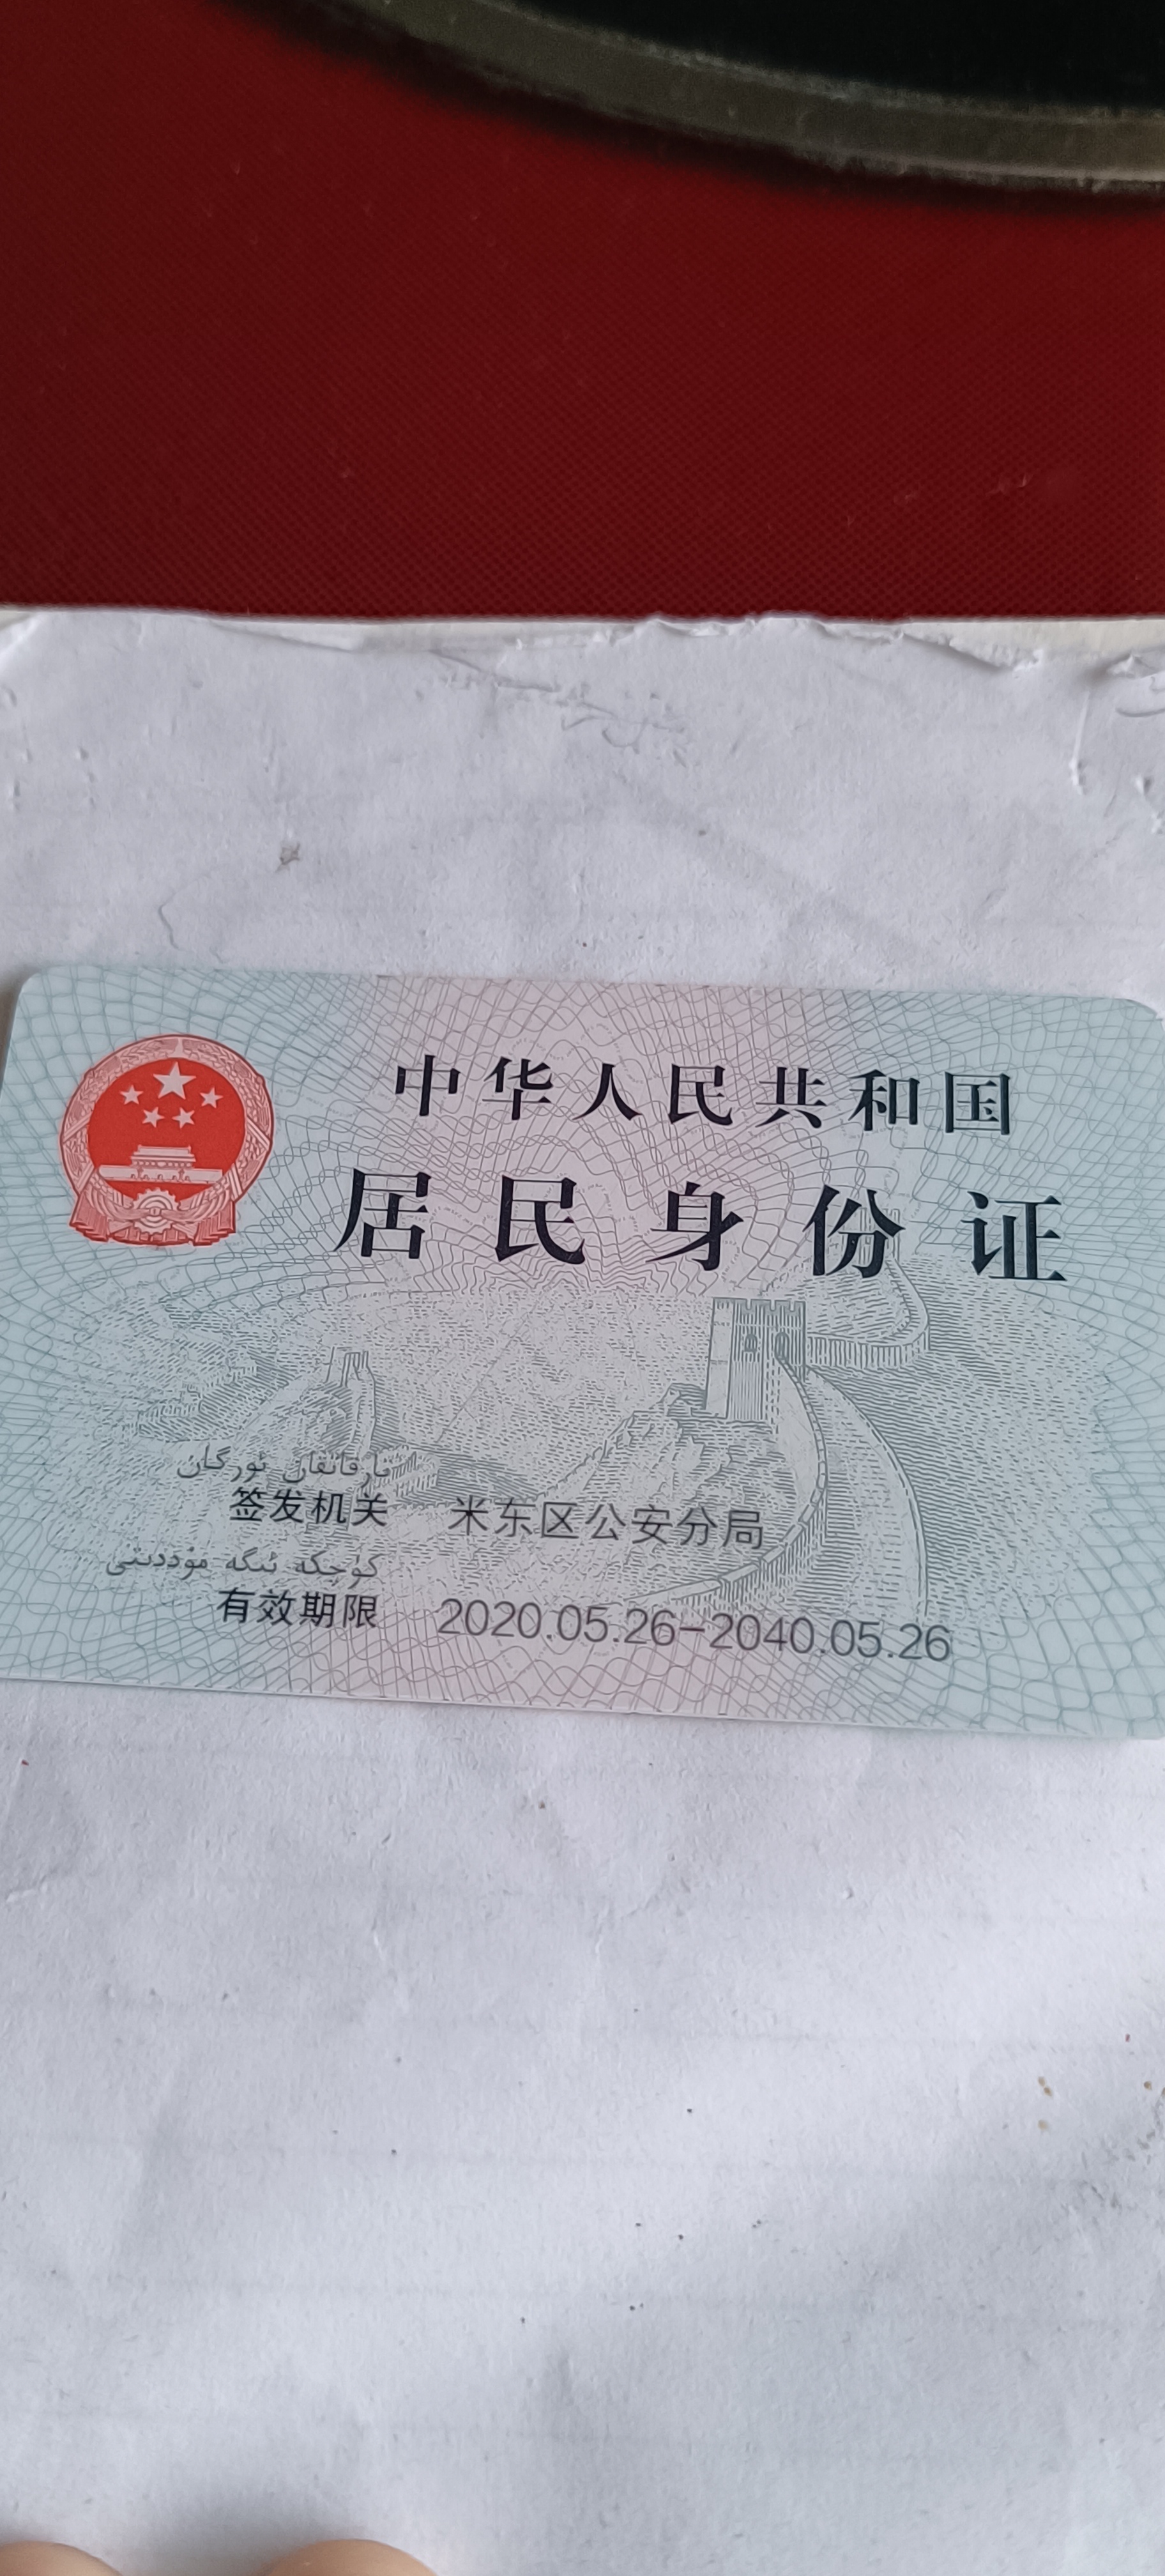 中华人民共和国
居民身份证
تارقاتقان ئورگان
签发机关 米东区公安分局
كۈچكە ئىگە مۇددىتى
有效期限 2020.05.26-2040.05.26